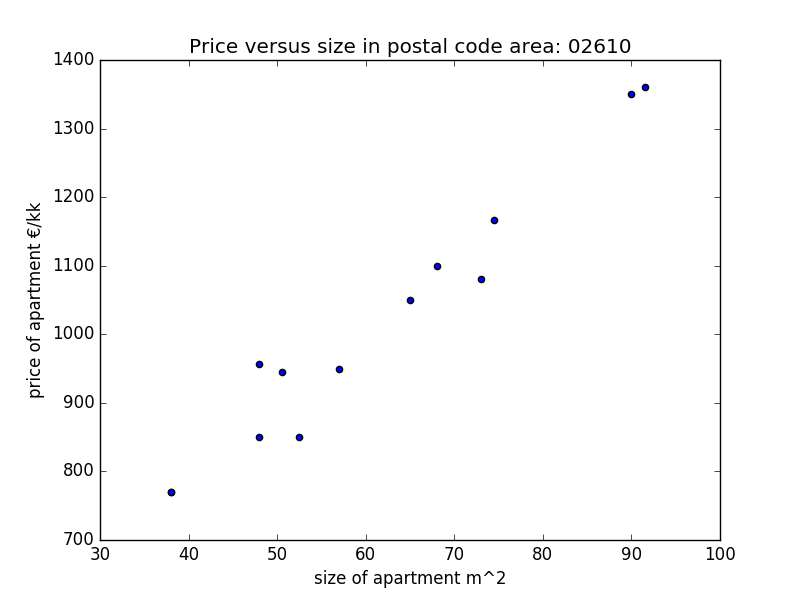 Price versus size in postal code area: 02610
1400
1300
1200
1100
1000
900
800
700
price of apartment €/kk
30 40 50 60 70 80 90 100
size of apartment m^2